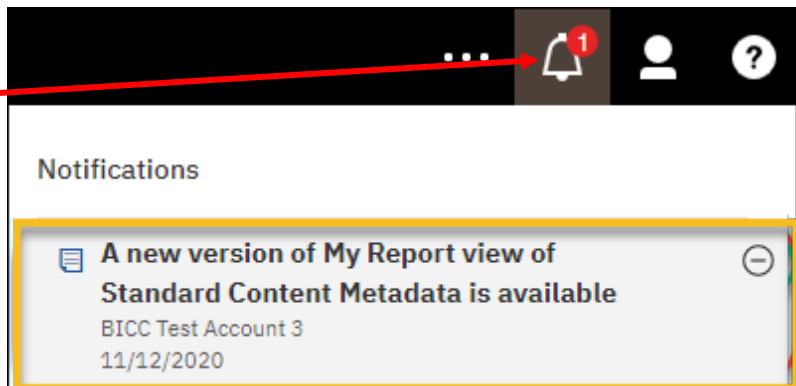 ... 1 ?
Notifications
A new version of My Report view of
Standard Content Metadata is available
BICC Test Account 3
11/12/2020